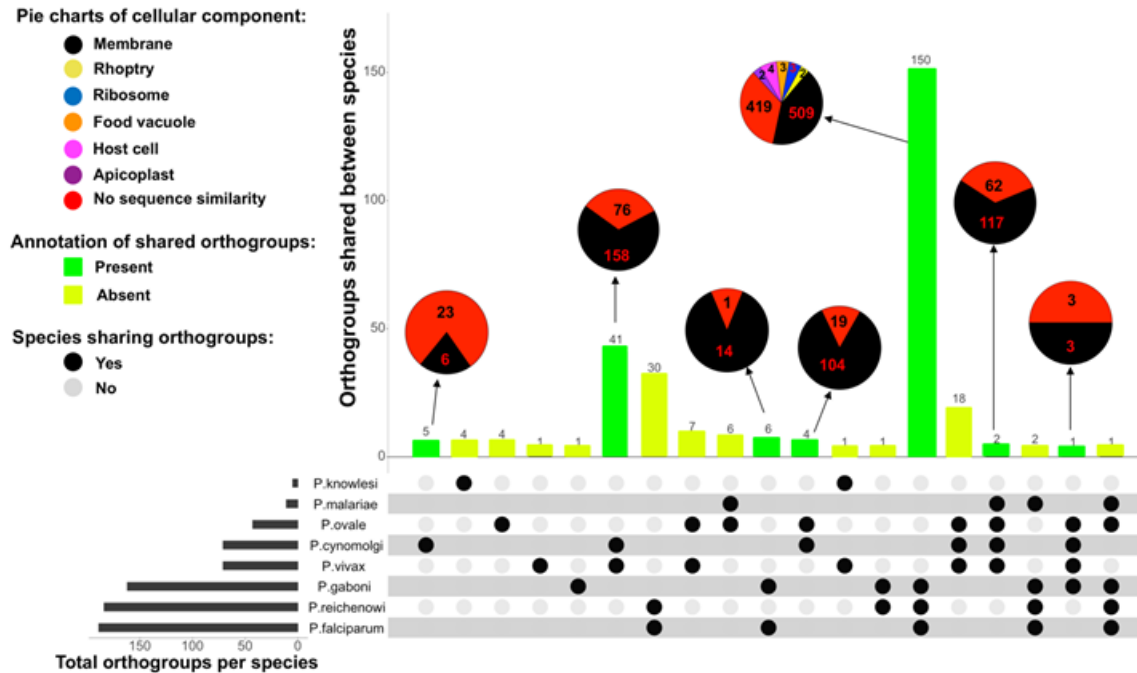 Pie charts of cellular component:
Membrane
Rhoptry
Ribosome
Food vacuole
Host cell
Apicoplast
No sequence similarity
Annotation of shared orthogroups:
Present
Absent
Species sharing orthogroups:
Yes
No
Orthogroups shared between species
150
100
50
0
23
6
76
158
1
14
19
104
2
4
3
2
419
509
62
117
3
3
5
4
4
1
1
41
30
7
6
6
4
1
1
150
18
2
2
1
1
P.knowlesi
P.malariae
P.ovale
P.cynomolgi
P.vivax
P.gaboni
P.reichenowi
P.falciparum
150
100
50
0
Total orthogroups per species